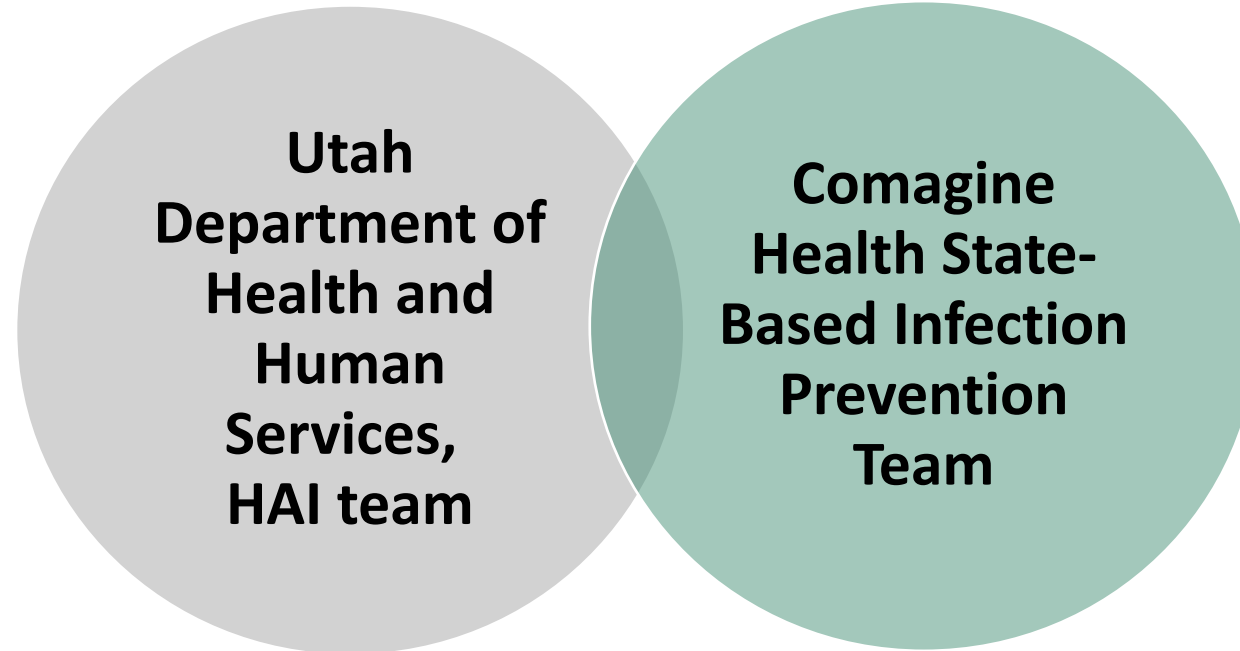 Utah
Department of
Health and
Human
Services,
HAI team
Comagine
Health State-
Based Infection
Prevention
Team